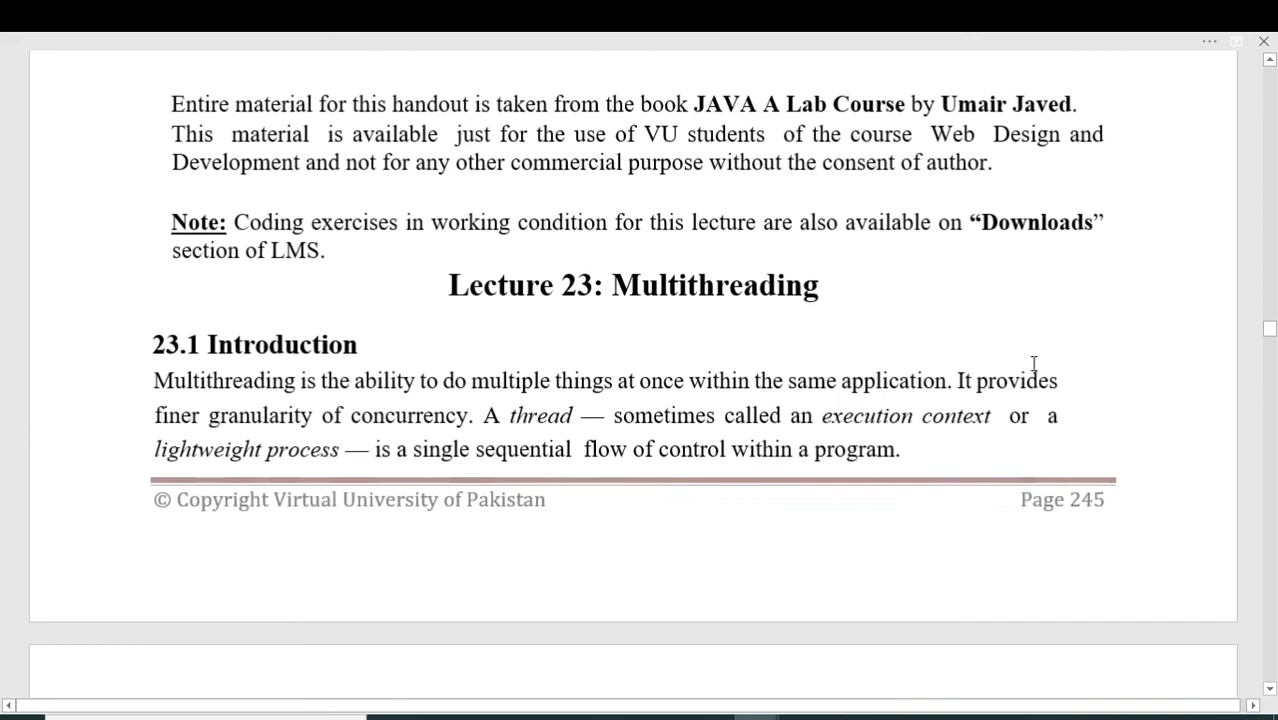 Entire material for this handout is taken from the book JAVA A Lab Course by Umair Javed.
This material is available just for the use of VU students of the course Web Design and
Development and not for any other commercial purpose without the consent of author.
Note: Coding exercises in working condition for this lecture are also available on “Downloads”
section of LMS.
Lecture 23: Multithreading
23.1 Introduction
Multithreading is the ability to do multiple things at once within the same application. It provides
finer granularity of concurrency. A thread — sometimes called an execution context or a
lightweight process — is a single sequential flow of control within a program.
© Copyright Virtual University of Pakistan Page 245